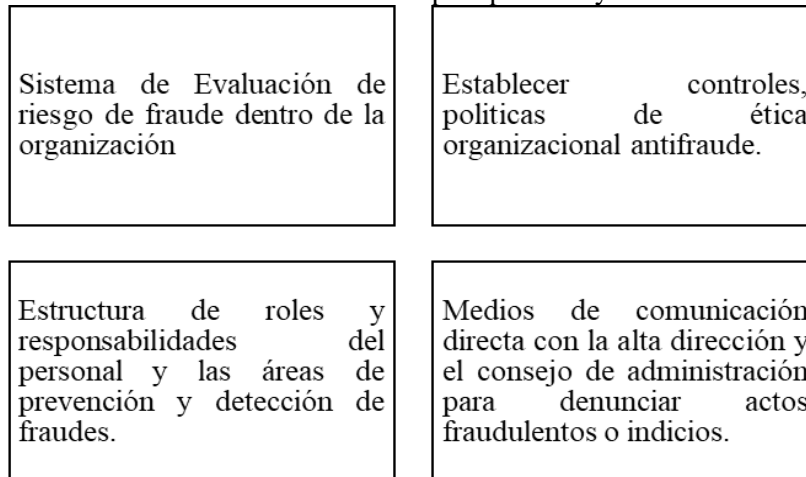 Sistema de Evaluación de
riesgo de fraude dentro de la
organización
Establecer controles,
politicas de ética
organizacional antifraude.
Estructura de roles y
responsabilidades del
personal y las áreas de
prevención y detección de
fraudes.
Medios de comunicación
directa con la alta dirección y
el consejo de administración
para denunciar actos
fraudulentos o indicios.